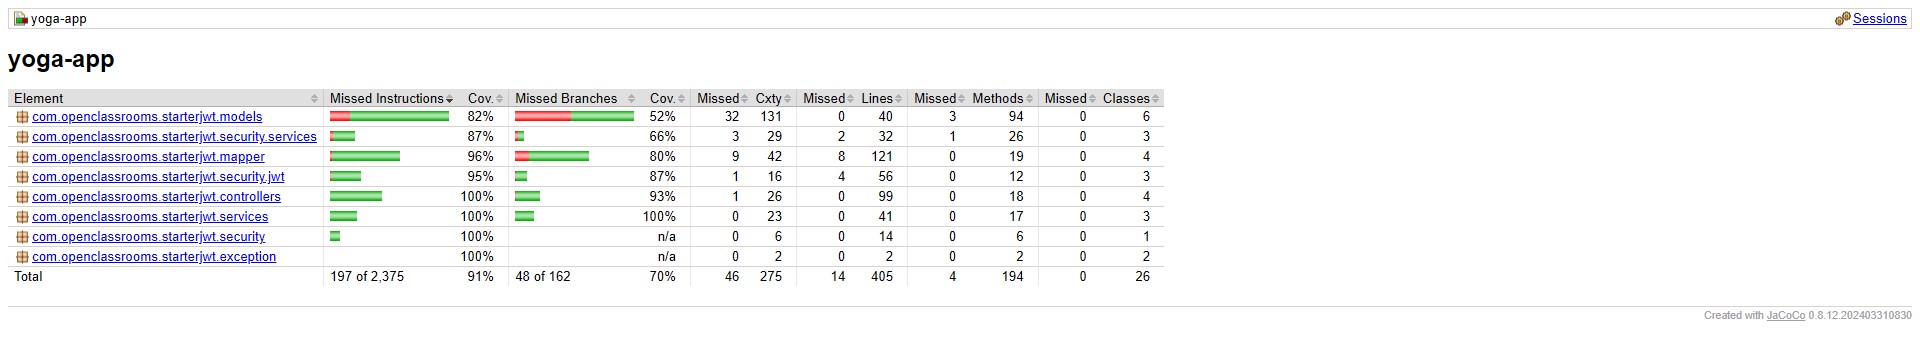 yoga-app Sessions
yoga-app
Element Missed Instructions Cov. Missed Branches Cov. Missed Cxty Missed Lines Missed Methods Missed Classes
com.openclassrooms.starterjwt.models 82% 52% 32 131 0 40 3 94 0 6
com.openclassrooms.starterjwt.security.services 87% 66% 3 29 2 32 1 26 0 3
com.openclassrooms.starterjwt.mapper 96% 80% 9 42 8 121 0 19 0 4
com.openclassrooms.starterjwt.security.jwt 95% 87% 1 16 4 56 0 12 0 3
com.openclassrooms.starterjwt.controllers 100% 93% 1 26 0 99 0 18 0 4
com.openclassrooms.starterjwt.services 100% 100% 0 23 0 41 0 17 0 3
com.openclassrooms.starterjwt.security 100% n/a 0 6 0 14 0 6 0 1
com.openclassrooms.starterjwt.exception 100% n/a 0 2 0 2 0 2 0 2
Total 197 of 2,375 91% 48 of 162 70% 46 275 14 405 4 194 0 26
Created with JaCoCo 0.8.12.202403310830